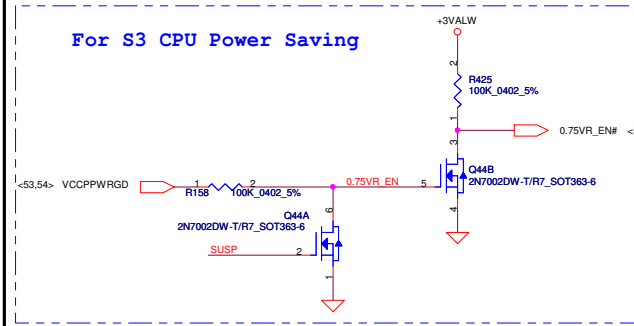 For S3 CPU Power Saving
+3VALW
2
R425
100K_0402_5%
1
0.75VR_EN#
<
3
Q44B
2N7002DW-T/R7_SOT363-6
<53,54> VCCPPWRGD
1
2
R158
100K_0402_5%
0.75VR_EN
5
4
6
Q44A
2N7002DW-T/R7_SOT363-6
SUSP
2
1